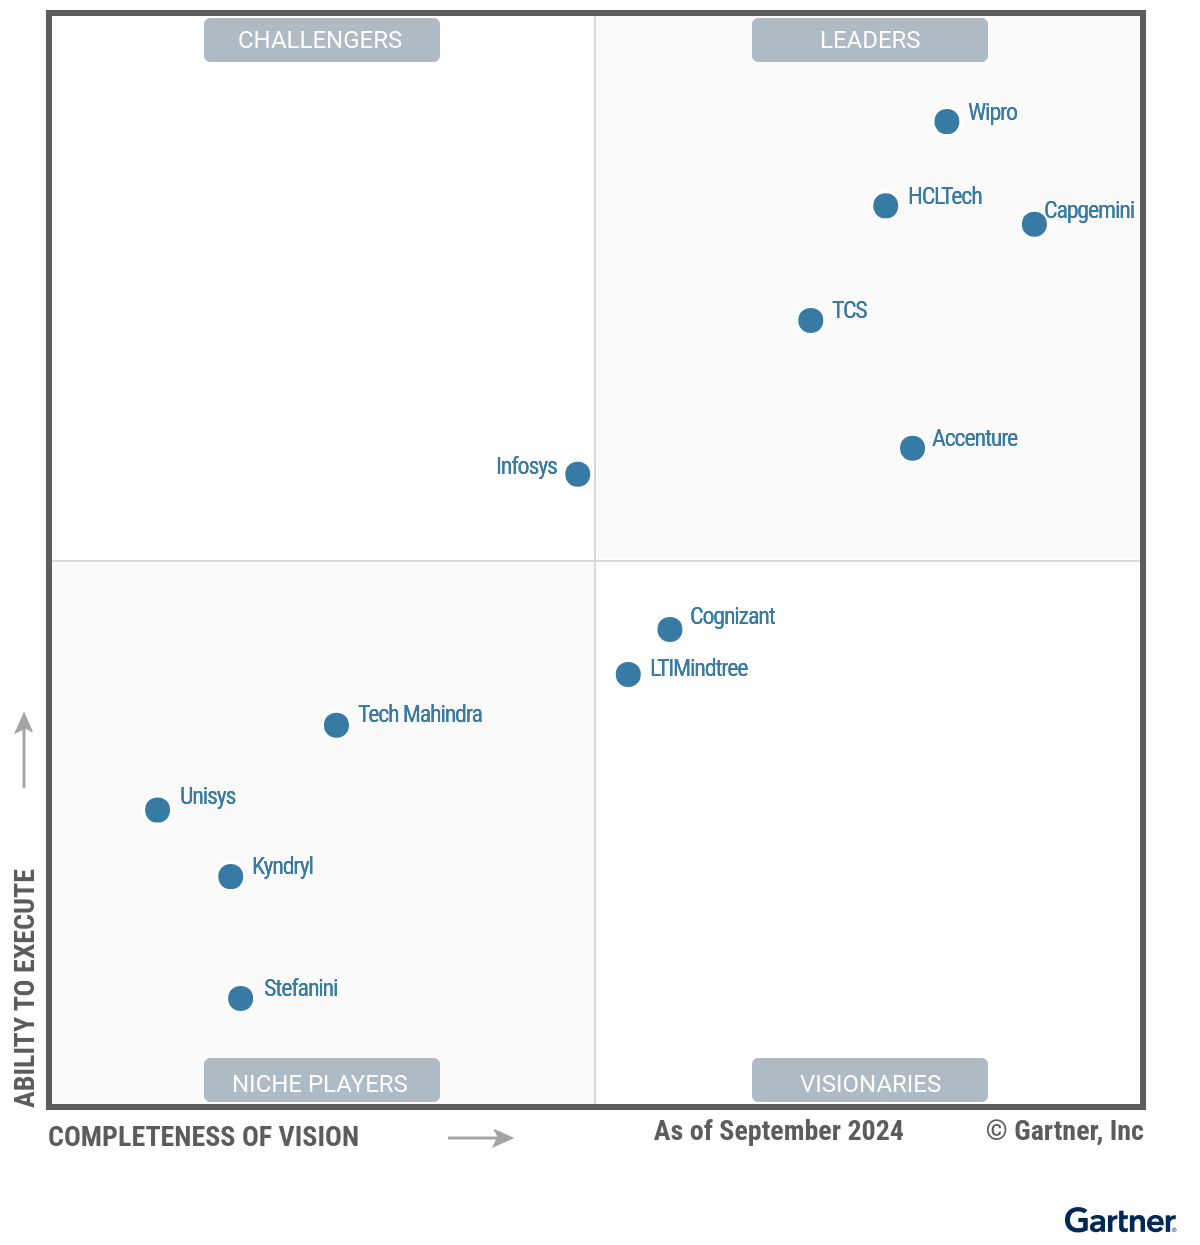 CHALLENGERS
LEADERS
Wipro
HCLTech
Capgemini
TCS
Accenture
Infosys
Cognizant
LTIMindtree
Tech Mahindra
Unisys
Kyndryl
Stefanini
NICHE PLAYERS
VISIONARIES
ABILITY TO EXECUTE
COMPLETENESS OF VISION
As of September 2024
© Gartner, Inc
Gartner®